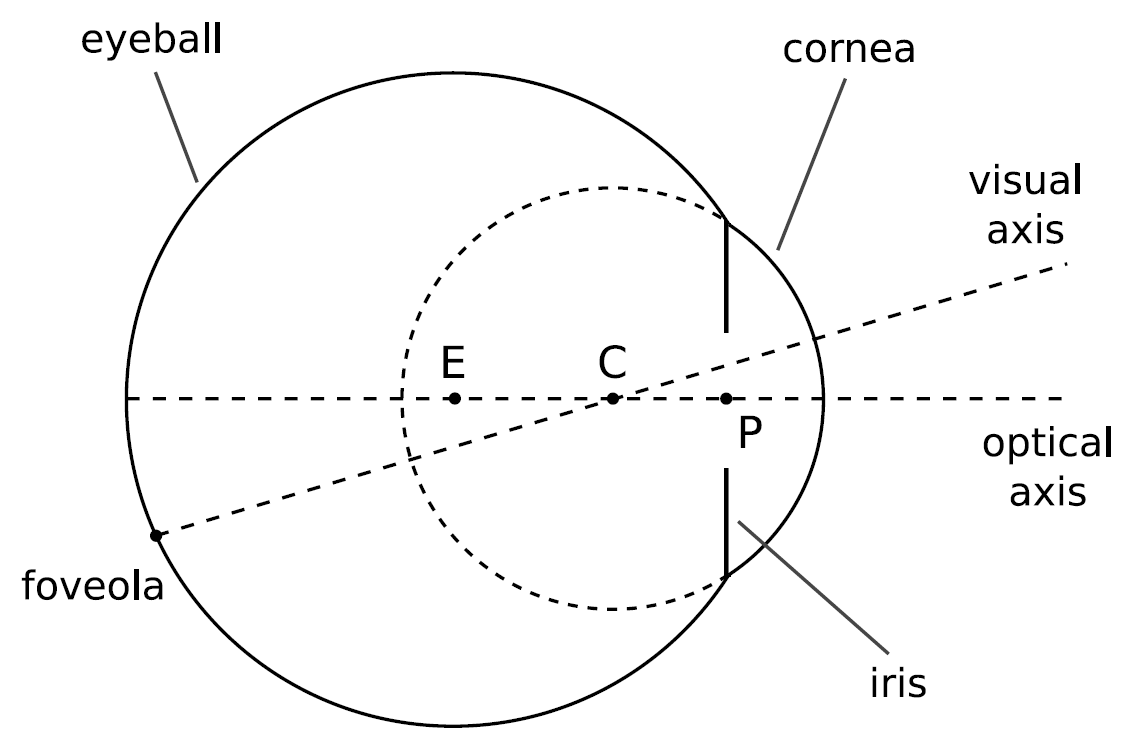 eyeball
cornea
visual
axis
E
C
P
optical
axis
foveola
iris